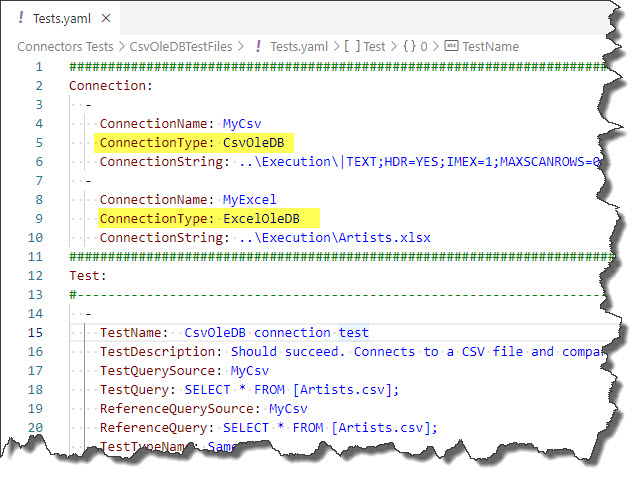 Tests.yaml
Connectors Tests > CsvOleDBTestFiles > ! Tests.yaml > [ ] Test > {} 0 > abc TestName
1 ##########################################################################
2 Connection:
3 -
4 ConnectionName: MyCsv
5 ConnectionType: CsvOleDB
6 ConnectionString: ..\Execution\|TEXT;HDR=YES;IMEX=1;MAXSCANROWS=0
7 -
8 ConnectionName: MyExcel
9 ConnectionType: ExcelOleDB
10 ConnectionString: ..\Execution\Artists.xlsx
11 ##########################################################################
12 Test:
13 #-------------------------------------------------------------------------
14 -
15 TestName: CsvOleDB connection test
16 TestDescription: Should succeed. Connects to a CSV file and compa
17 TestQuerySource: MyCsv
18 TestQuery: SELECT * FROM [Artists.csv];
19 ReferenceQuerySource: MyCsv
20 ReferenceQuery: SELECT * FROM [Artists.csv];
TestTypeName: Same